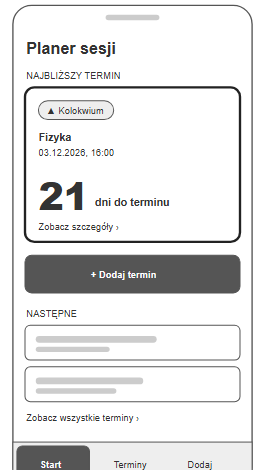 Planer sesji
NAJBLIŻSZY TERMIN
▲ Kolokwium
Fizyka
03.12.2026, 16:00
21 dni do terminu
Zobacz szczegóły ›
+ Dodaj termin
NASTĘPNE
Zobacz wszystkie terminy ›
Start Terminy Dodaj